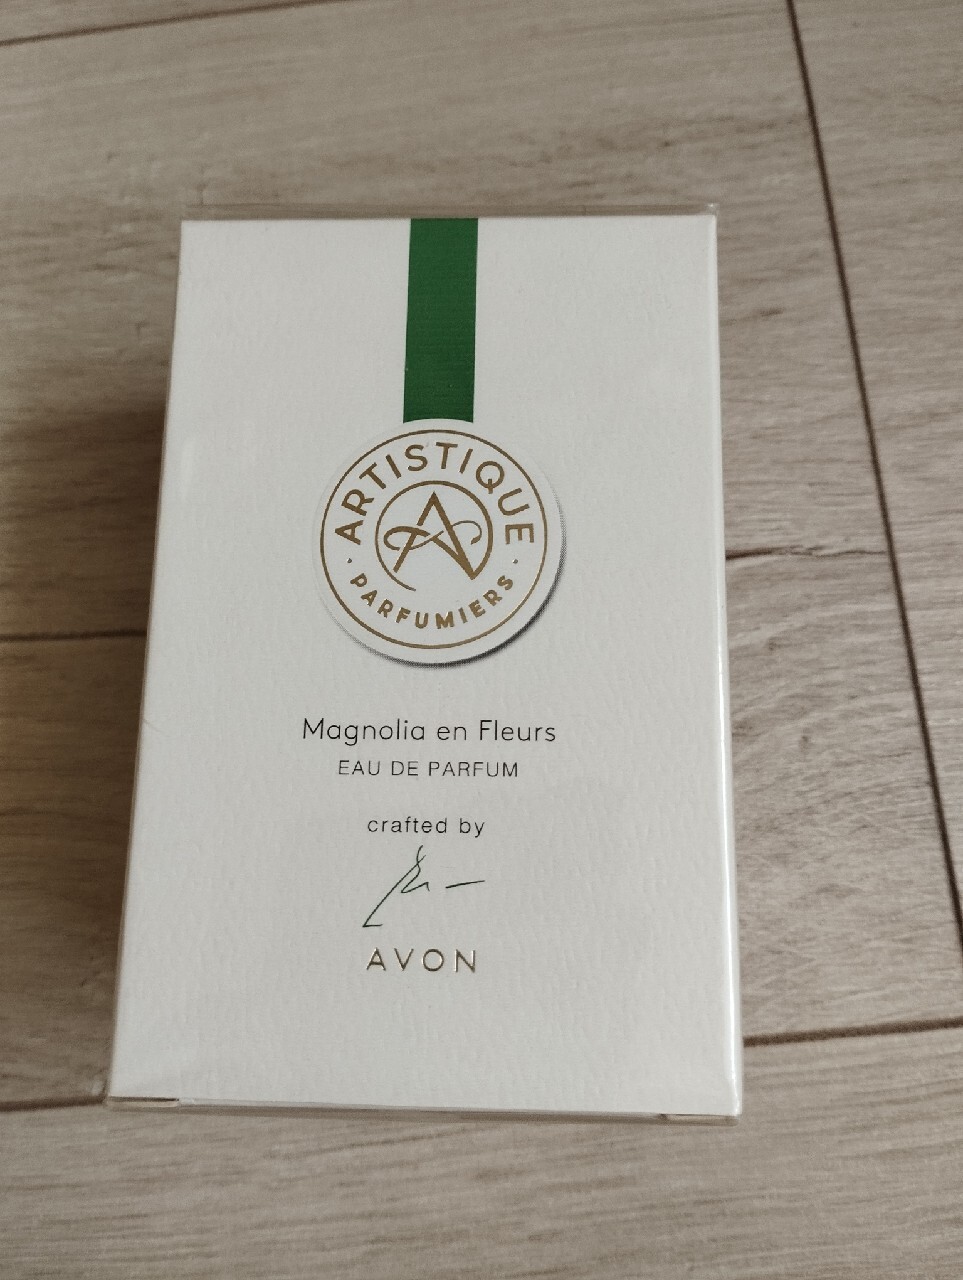 ARTISTIQUE
PARFUMIERS
Magnolia en Fleurs
EAU DE PARFUM
crafted by
AVON